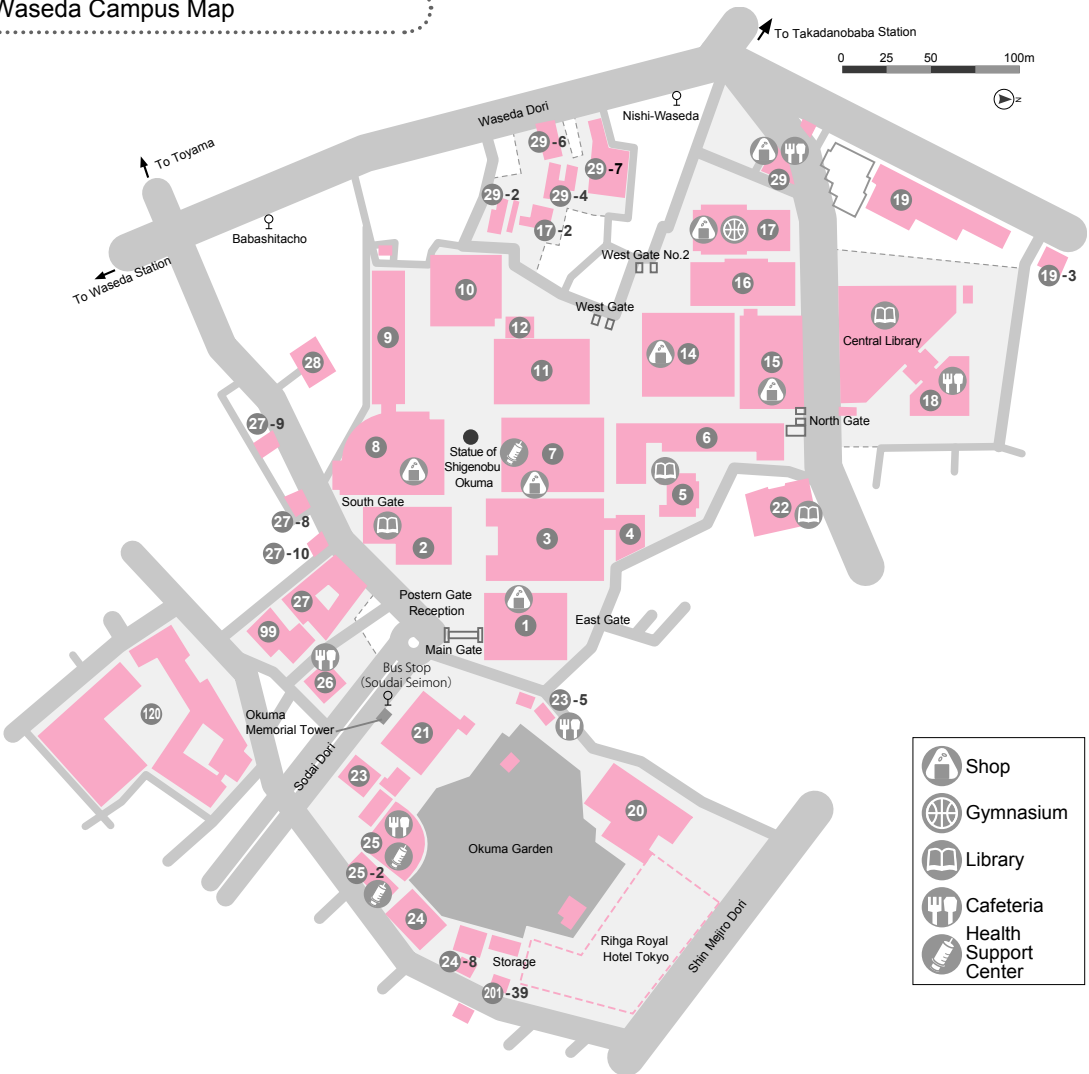 Waseda Campus Map
To Takadanobaba Station
0 25 50 100m
N
Waseda Dori
Nishi-Waseda
To Toyama
29-6
29-7
29
19
29-2
29-4
17-2
17
Babashitacho
West Gate No.2
To Waseda Station
19-3
10
16
West Gate
12
9
14
15
Central Library
28
11
18
27-9
North Gate
8
Statue of
Shigenobu
Okuma
7
6
South Gate
5
22
27-8
2
3
4
27-10
Postern Gate
Reception
27
1
East Gate
99
Main Gate
26
Bus Stop
(Soudai Seimon)
23-5
120
Okuma
Memorial Tower
21
Sodai Dori
23
20
25
Okuma Garden
25-2
24
Rihga Royal
Hotel Tokyo
Shin Mejiro Dori
24-8
Storage
201-39
Shop
Gymnasium
Library
Cafeteria
Health
Support
Center